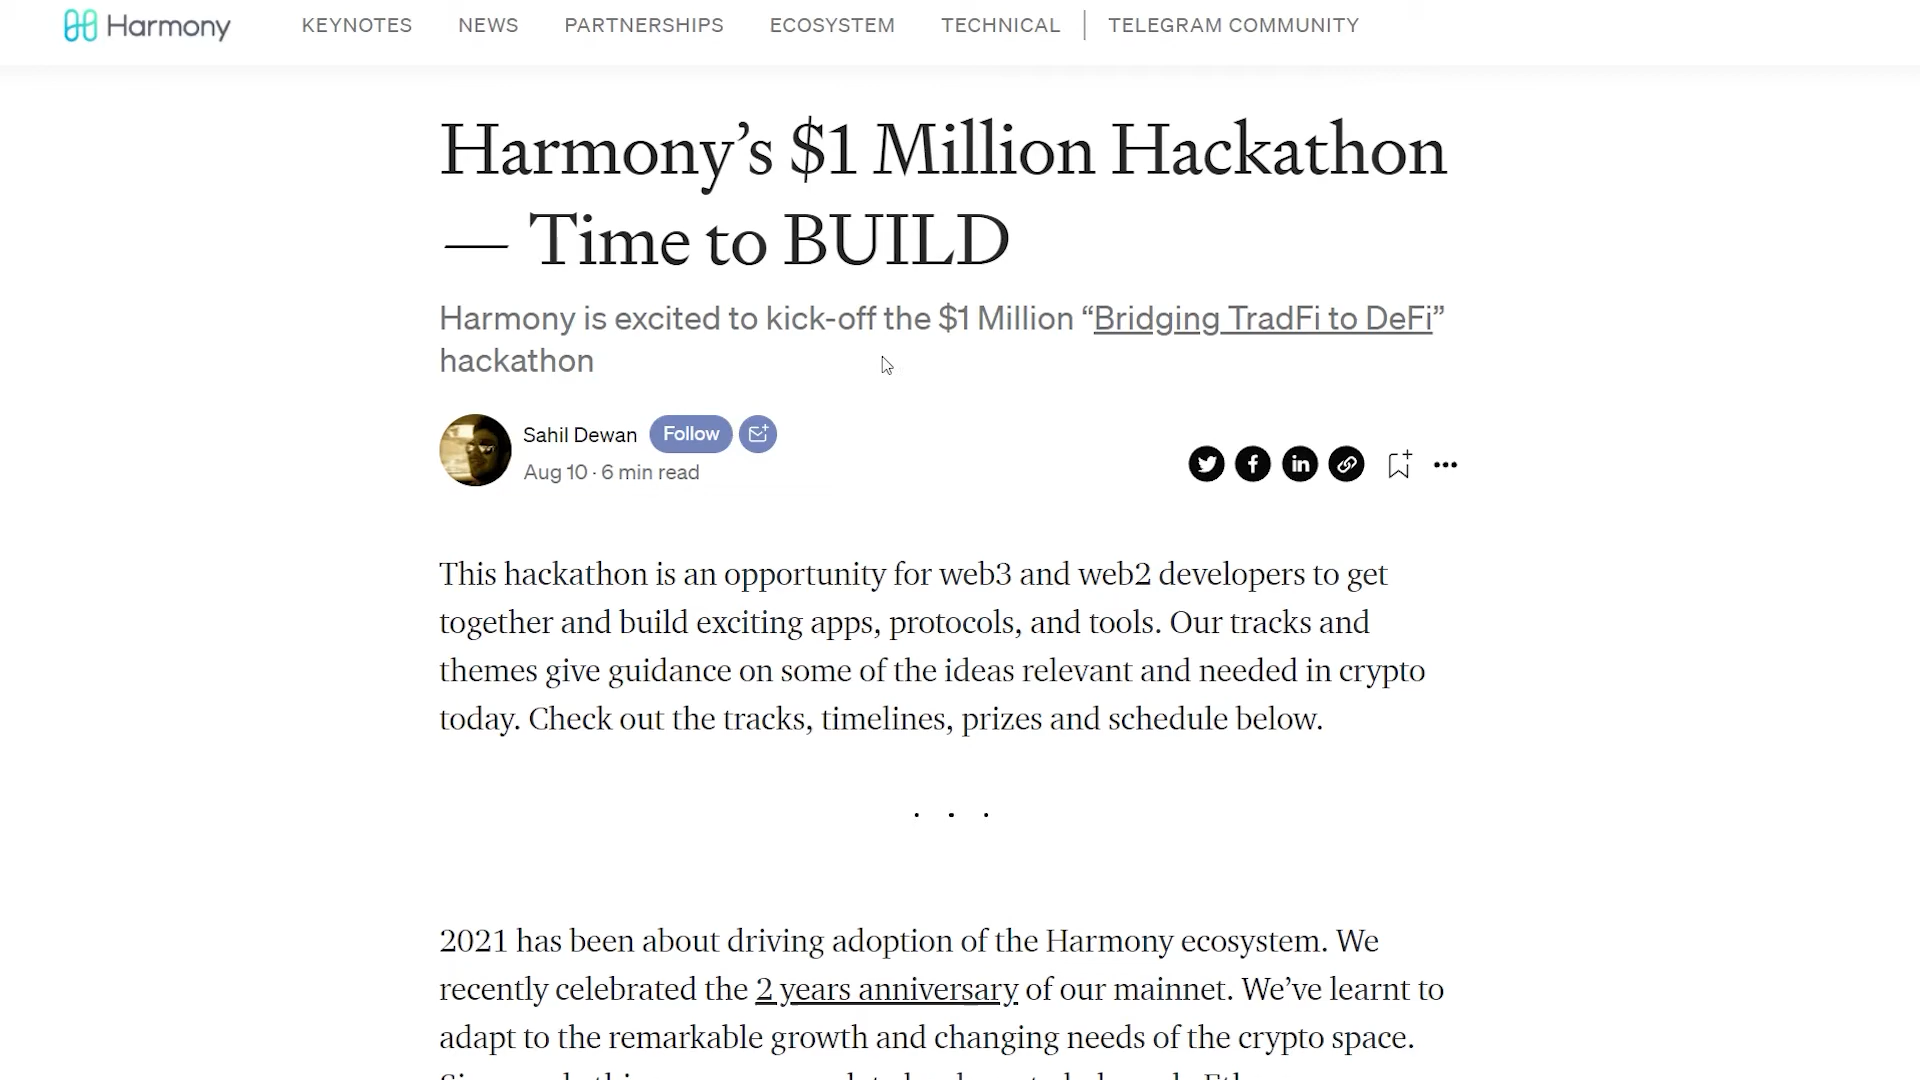 Harmony KEYNOTES NEWS PARTNERSHIPS ECOSYSTEM TECHNICAL TELEGRAM COMMUNITY
Harmony’s $1 Million Hackathon
— Time to BUILD
Harmony is excited to kick-off the $1 Million “Bridging TradFi to DeFi”
hackathon
Sahil Dewan Follow
Aug 10 · 6 min read
This hackathon is an opportunity for web3 and web2 developers to get
together and build exciting apps, protocols, and tools. Our tracks and
themes give guidance on some of the ideas relevant and needed in crypto
today. Check out the tracks, timelines, prizes and schedule below.
. . .
2021 has been about driving adoption of the Harmony ecosystem. We
recently celebrated the 2 years anniversary of our mainnet. We’ve learnt to
adapt to the remarkable growth and changing needs of the crypto space.